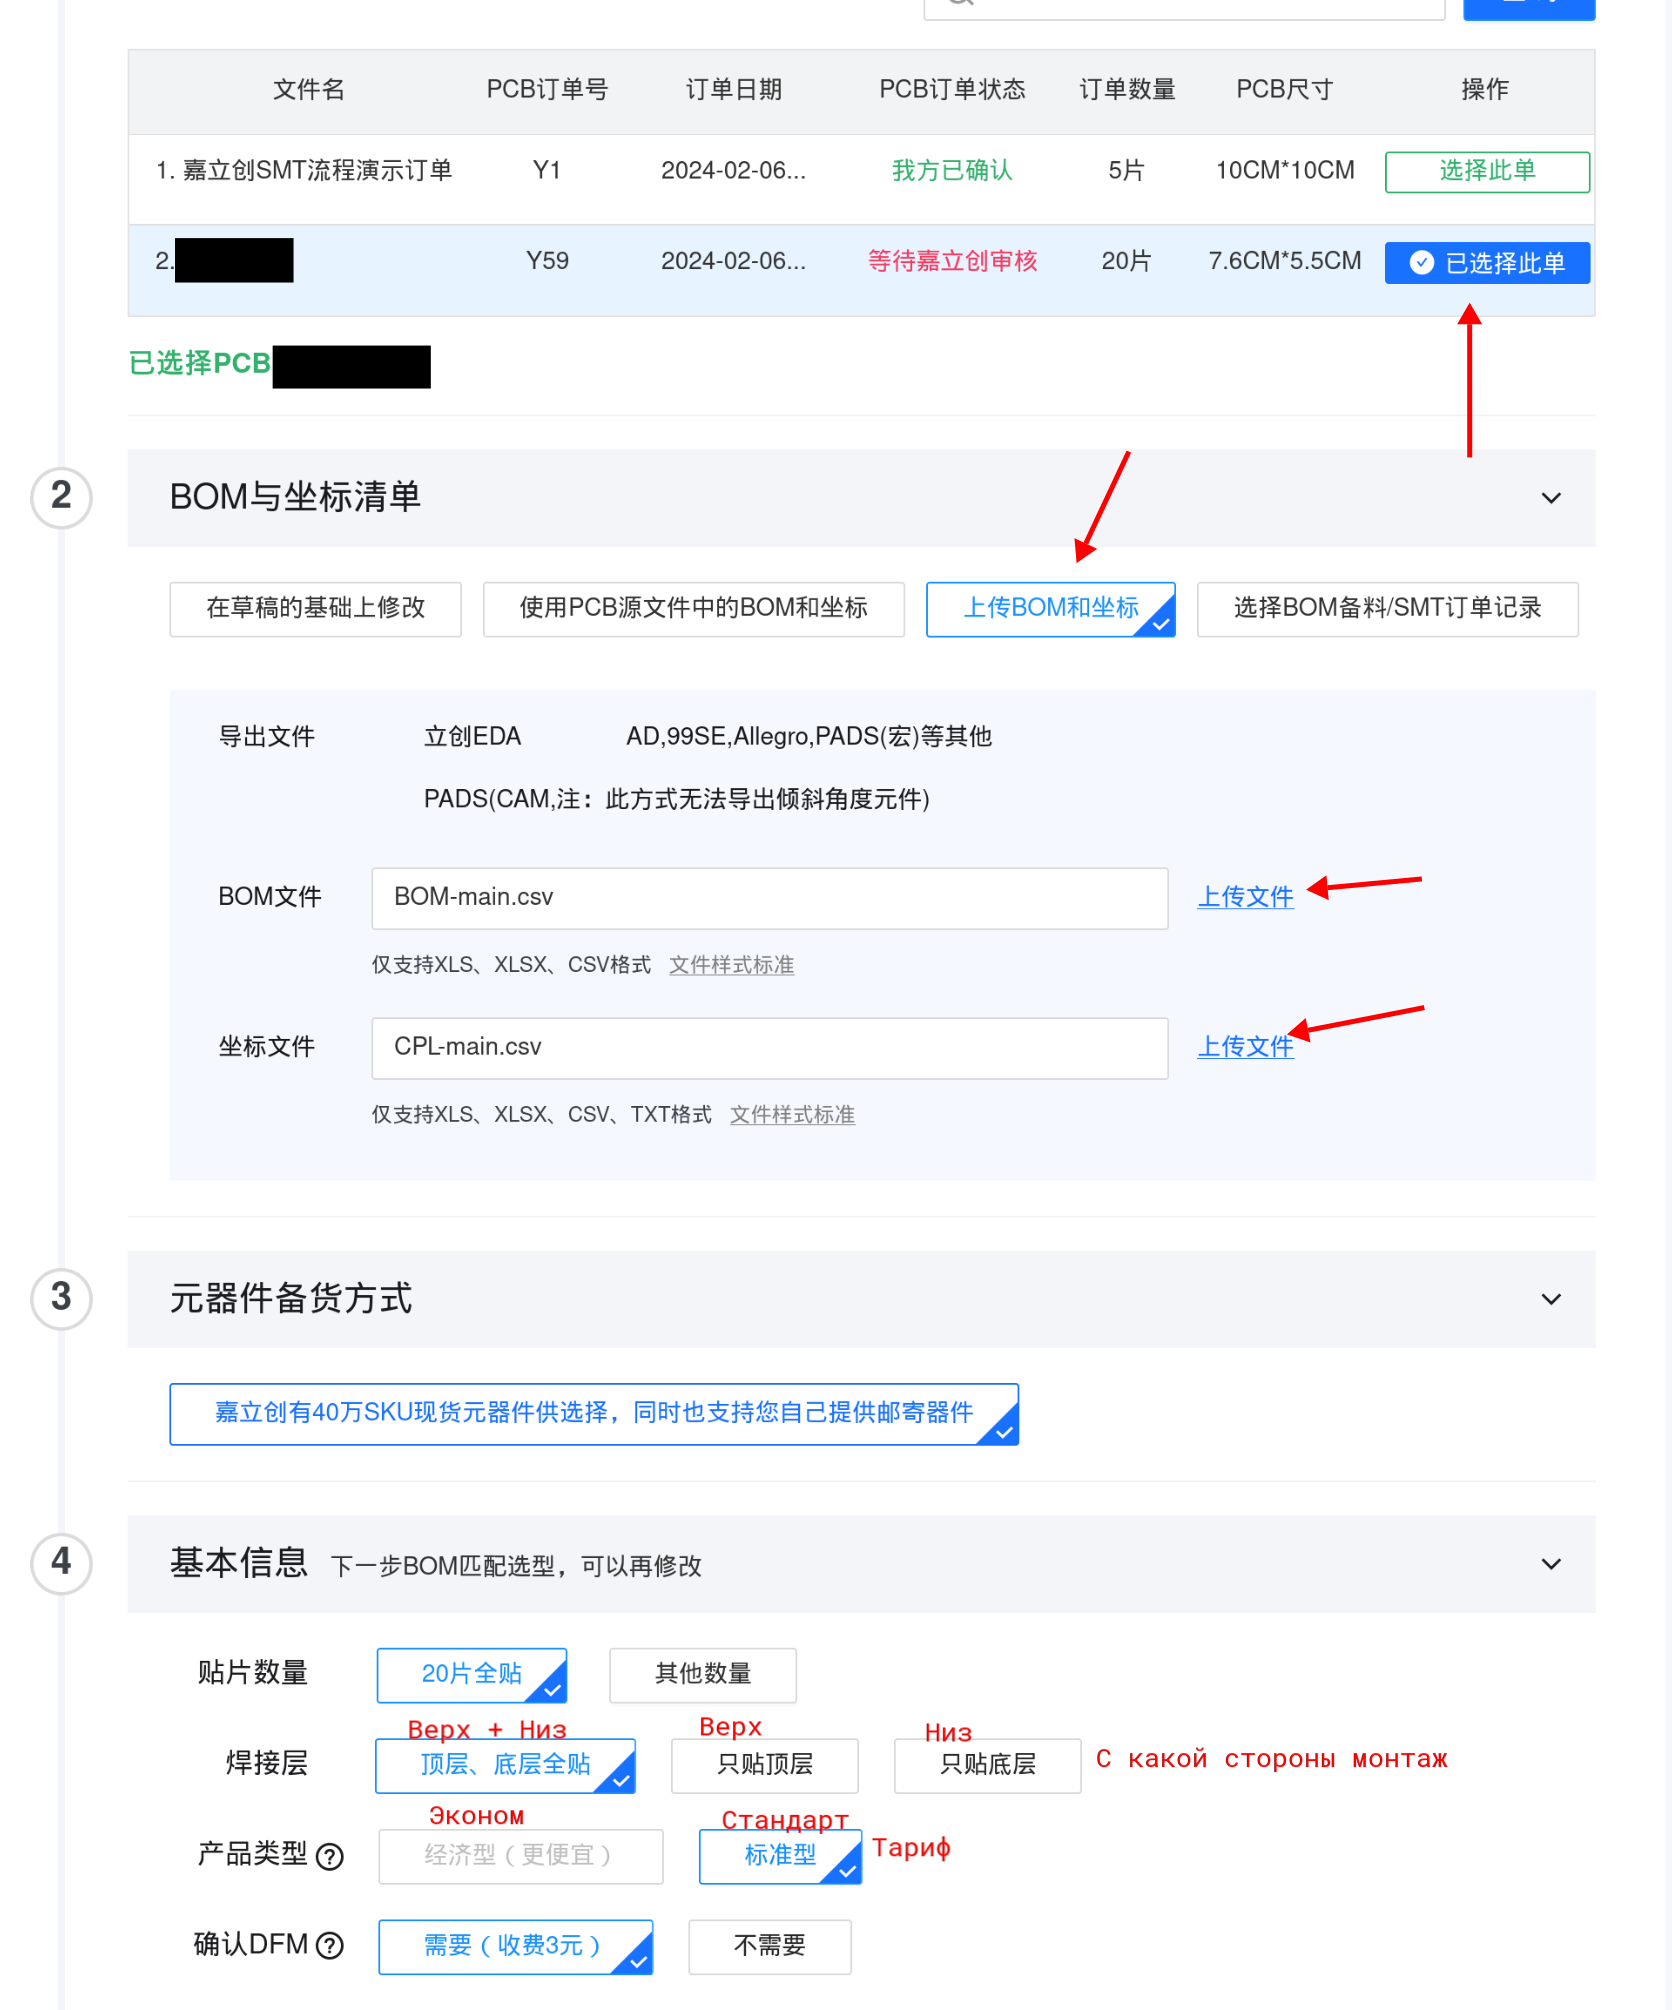 文件名 PCB订单号 订单日期 PCB订单状态 订单数量 PCB尺寸 操作
1. 嘉立创SMT流程演示订单 Y1 2024-02-06... 我方已确认 5片 10CM*10CM 选择此单
2. Y59 2024-02-06... 等待嘉立创审核 20片 7.6CM*5.5CM 已选择此单
已选择PCB
2 BOM与坐标清单
在草稿的基础上修改 使用PCB源文件中的BOM和坐标 上传BOM和坐标 选择BOM备料/SMT订单记录
导出文件 立创EDA AD,99SE,Allegro,PADS(宏)等其他
PADS(CAM,注：此方式无法导出倾斜角度元件)
BOM文件 BOM-main.csv 上传文件
仅支持XLS、XLSX、CSV格式 文件样式标准
坐标文件 CPL-main.csv 上传文件
仅支持XLS、XLSX、CSV、TXT格式 文件样式标准
3 元器件备货方式
嘉立创有40万SKU现货元器件供选择，同时也支持您自己提供邮寄器件
4 基本信息 下一步BOM匹配选型，可以再修改
贴片数量 20片全贴 其他数量
Верх + Низ Верх Низ
焊接层 顶层、底层全贴 只贴顶层 只贴底层 С какой стороны монтаж
Эконом Стандарт
产品类型 ? 经济型（更便宜） 标准型 Тариф
确认DFM ? 需要（收费3元） 不需要